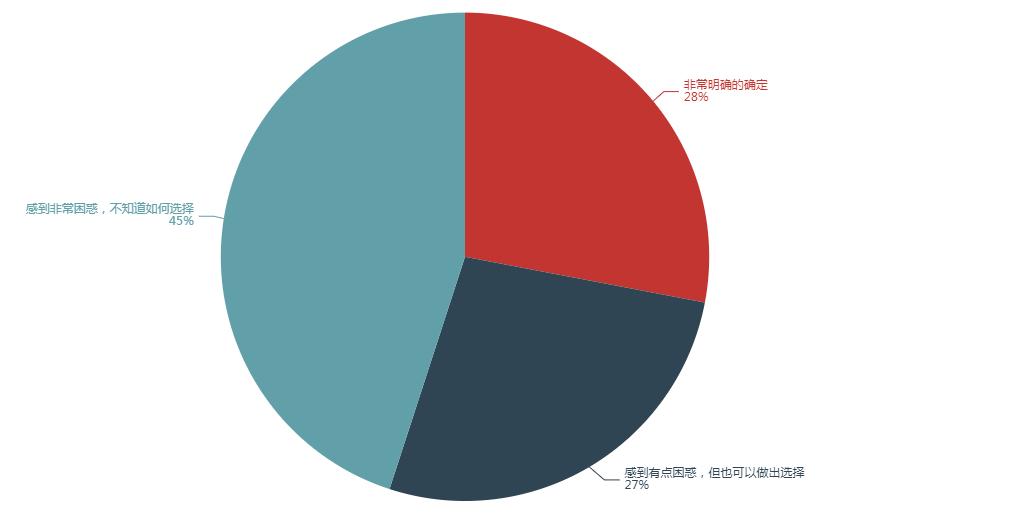 非常明确的确定
28%
感到非常困惑，不知道如何选择
45%
感到有点困惑，但也可以做出选择
27%